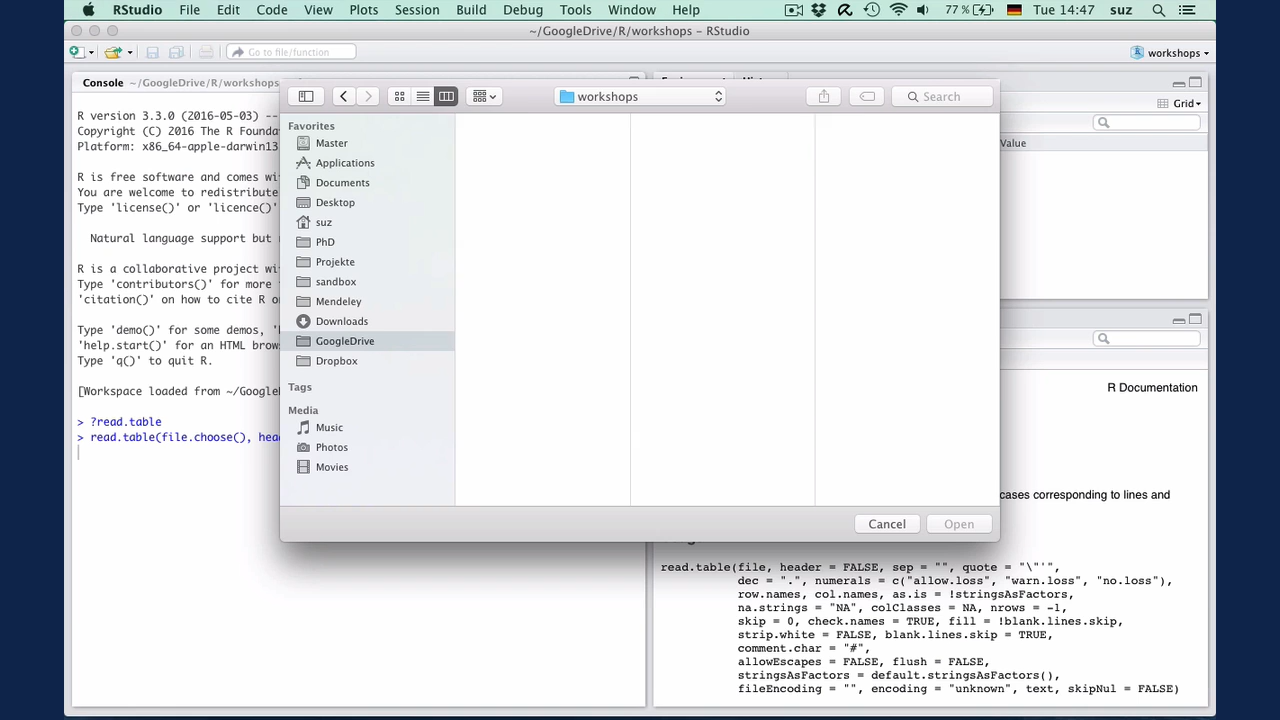 RStudio File Edit Code View Plots Session Build Debug Tools Window Help 77 % Tue 14:47 suz
~/GoogleDrive/R/workshops – RStudio
Go to file/function workshops
Console ~/GoogleDrive/R/workshops
workshops Search
Grid
Value
Favorites
Master
Applications
Documents
Desktop
suz
PhD
Projekte
sandbox
Mendeley
Downloads
GoogleDrive
Dropbox
Tags
Media
Music
Photos
Movies
Cancel Open
R version 3.3.0 (2016-05-03) --
Copyright (C) 2016 The R Founda
Platform: x86_64-apple-darwin13
R is free software and comes wi
You are welcome to redistribute
Type 'license()' or 'licence()'
Natural language support but
R is a collaborative project wi
Type 'contributors()' for more
'citation()' on how to cite R o
Type 'demo()' for some demos, '
'help.start()' for an HTML brow
Type 'q()' to quit R.
[Workspace loaded from ~/Google
> ?read.table
> read.table(file.choose(), hea
R Documentation
cases corresponding to lines and
read.table(file, header = FALSE, sep = "", quote = "\"'",
dec = ".", numerals = c("allow.loss", "warn.loss", "no.loss"),
row.names, col.names, as.is = !stringsAsFactors,
na.strings = "NA", colClasses = NA, nrows = -1,
skip = 0, check.names = TRUE, fill = !blank.lines.skip,
strip.white = FALSE, blank.lines.skip = TRUE,
comment.char = "#",
allowEscapes = FALSE, flush = FALSE,
stringsAsFactors = default.stringsAsFactors(),
fileEncoding = "", encoding = "unknown", text, skipNul = FALSE)